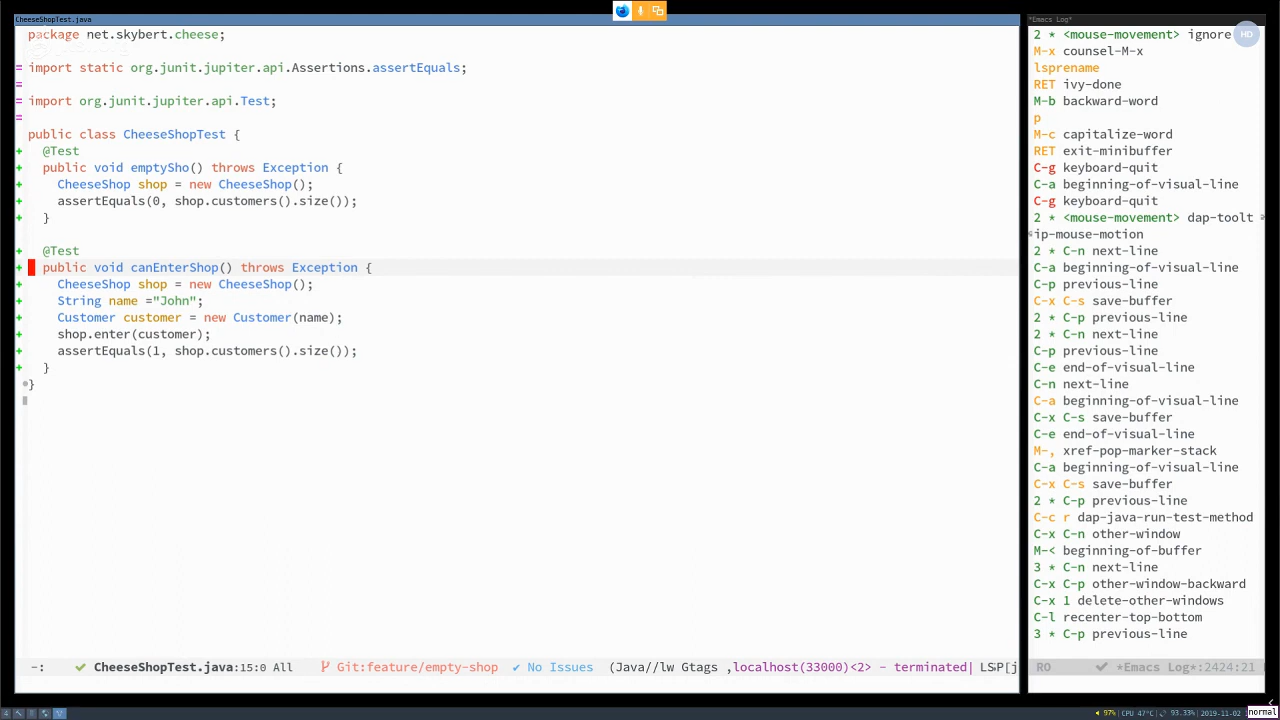 CheeseShopTest.java
package net.skybert.cheese;
import static org.junit.jupiter.api.Assertions.assertEquals;
import org.junit.jupiter.api.Test;
public class CheeseShopTest {
@Test
public void emptySho() throws Exception {
CheeseShop shop = new CheeseShop();
assertEquals(0, shop.customers().size());
}
@Test
public void canEnterShop() throws Exception {
CheeseShop shop = new CheeseShop();
String name ="John";
Customer customer = new Customer(name);
shop.enter(customer);
assertEquals(1, shop.customers().size());
}
}
-: ✔ CheeseShopTest.java:15:0 All Git:feature/empty-shop ✔ No Issues (Java//lw Gtags ,localhost(33000)<2> - terminated| LSP[j
*Emacs Log*
HD
2 * <mouse-movement> ignore
M-x counsel-M-x
lsprename
RET ivy-done
M-b backward-word
p
M-c capitalize-word
RET exit-minibuffer
C-g keyboard-quit
C-a beginning-of-visual-line
C-g keyboard-quit
2 * <mouse-movement> dap-toolt
ip-mouse-motion
2 * C-n next-line
C-a beginning-of-visual-line
C-p previous-line
C-x C-s save-buffer
2 * C-p previous-line
2 * C-n next-line
C-p previous-line
C-e end-of-visual-line
C-n next-line
C-a beginning-of-visual-line
C-x C-s save-buffer
C-e end-of-visual-line
M-, xref-pop-marker-stack
C-a beginning-of-visual-line
C-x C-s save-buffer
2 * C-p previous-line
C-c r dap-java-run-test-method
C-x C-n other-window
M-< beginning-of-buffer
3 * C-n next-line
C-x C-p other-window-backward
C-x 1 delete-other-windows
C-l recenter-top-bottom
3 * C-p previous-line
RO ✔ *Emacs Log*:2424:21
97% CPU 47°C 93.33% 2019-11-02 normal